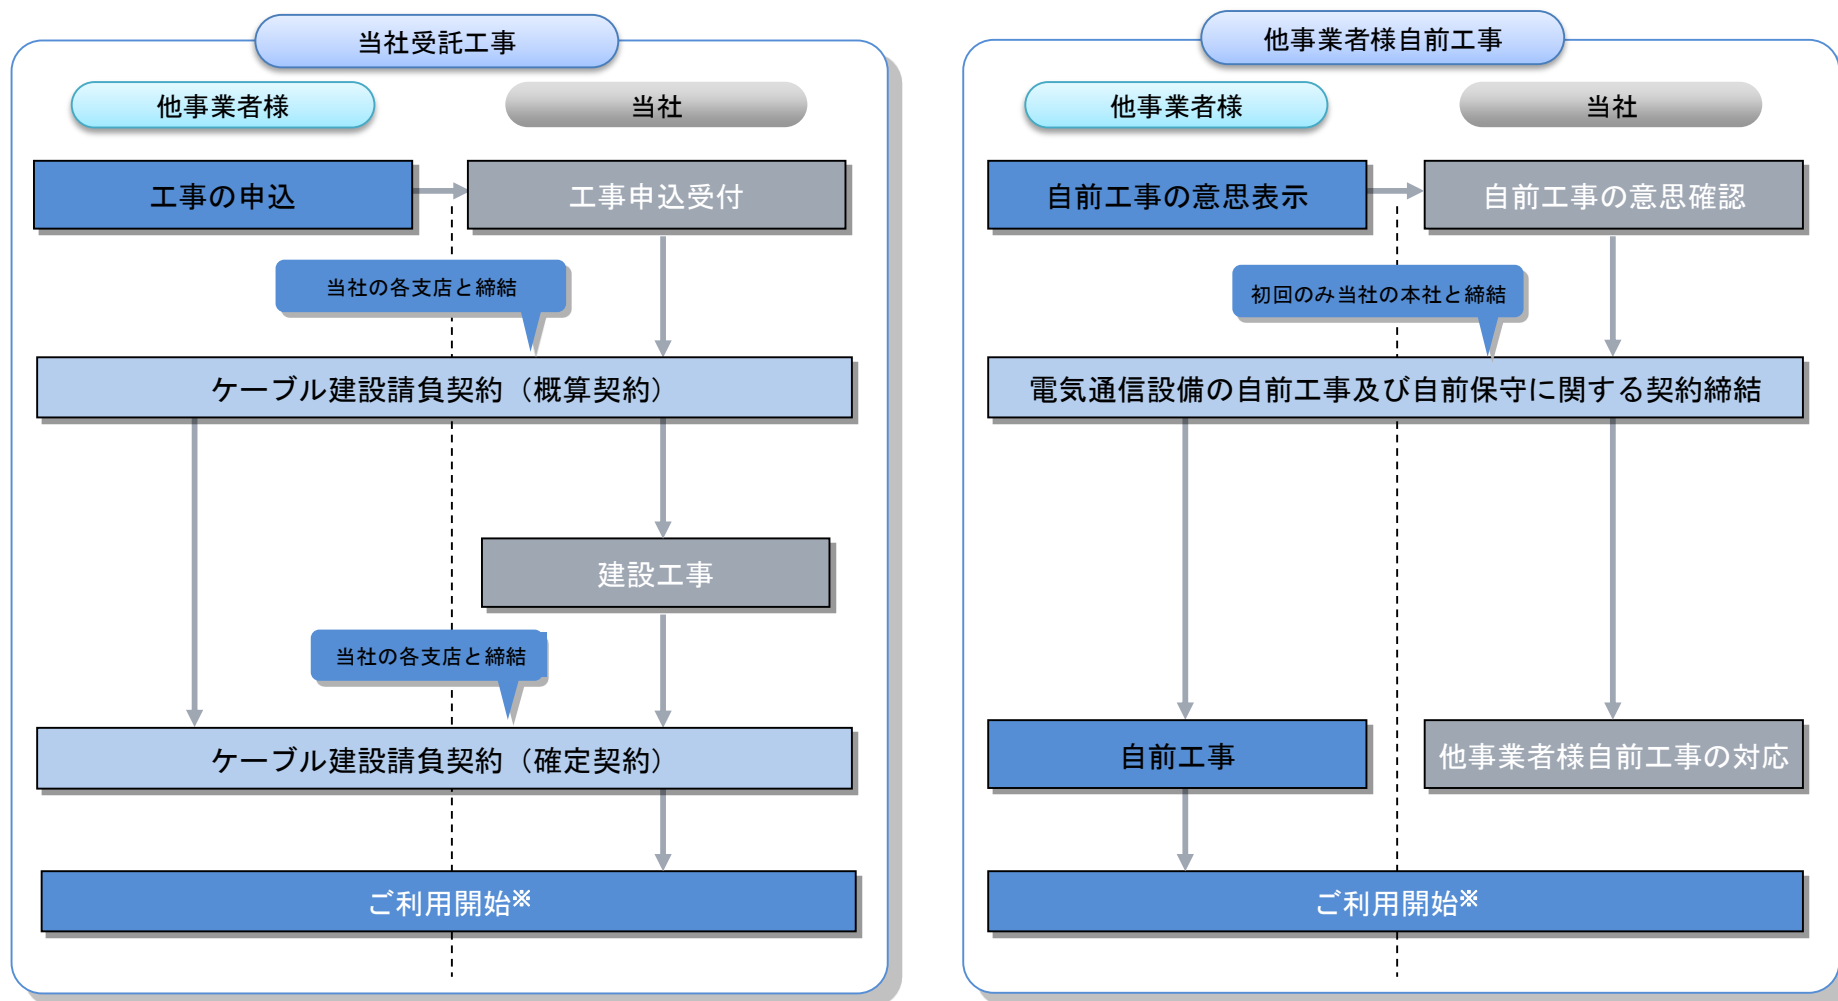 当社受託工事
他事業者様
当社
工事の申込
工事申込受付
当社の各支店と締結
ケーブル建設請負契約（概算契約）
建設工事
当社の各支店と締結
ケーブル建設請負契約（確定契約）
ご利用開始※
他事業者様自前工事
他事業者様
当社
自前工事の意思表示
自前工事の意思確認
初回のみ当社の本社と締結
電気通信設備の自前工事及び自前保守に関する契約締結
自前工事
他事業者様自前工事の対応
ご利用開始※